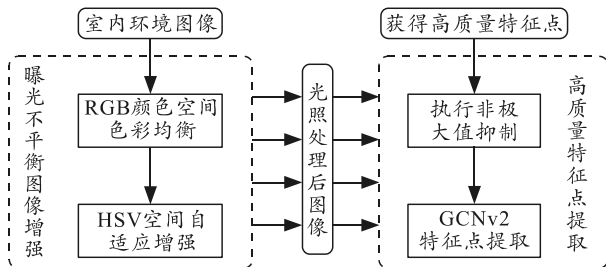 室内环境图像
获得高质量特征点
曝光不平衡图像增强
RGB颜色空间
色彩均衡
HSV空间自
适应增强
光照处理后图像
执行非极
大值抑制
GCNv2
特征点提取
高质量特征点提取